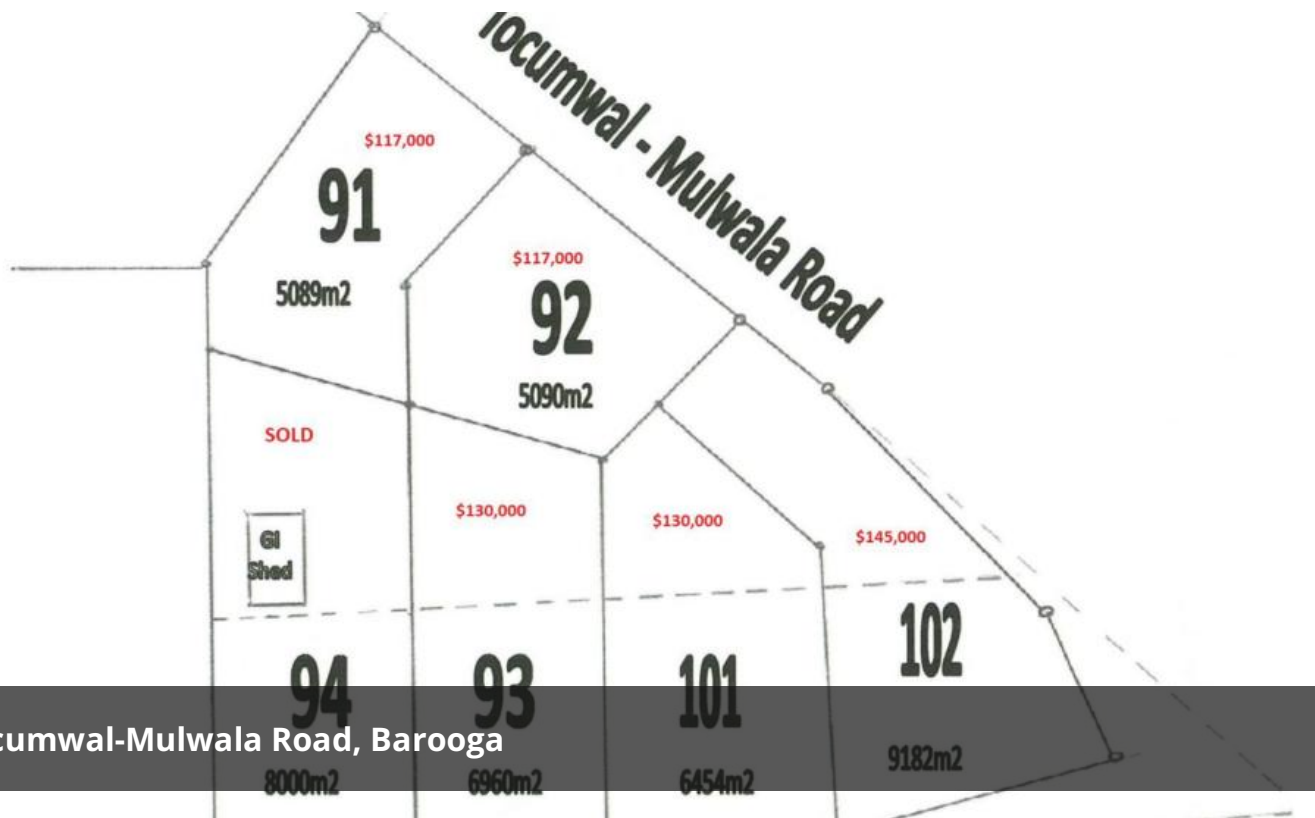 Tocumwal - Mulwala Road
$117,000
91
5089m2
$117,000
92
5090m2
SOLD
GI
Shed
$130,000
$130,000
$145,000
94
8000m2
93
6960m2
101
6454m2
102
9182m2
cumwal-Mulwala Road, Barooga